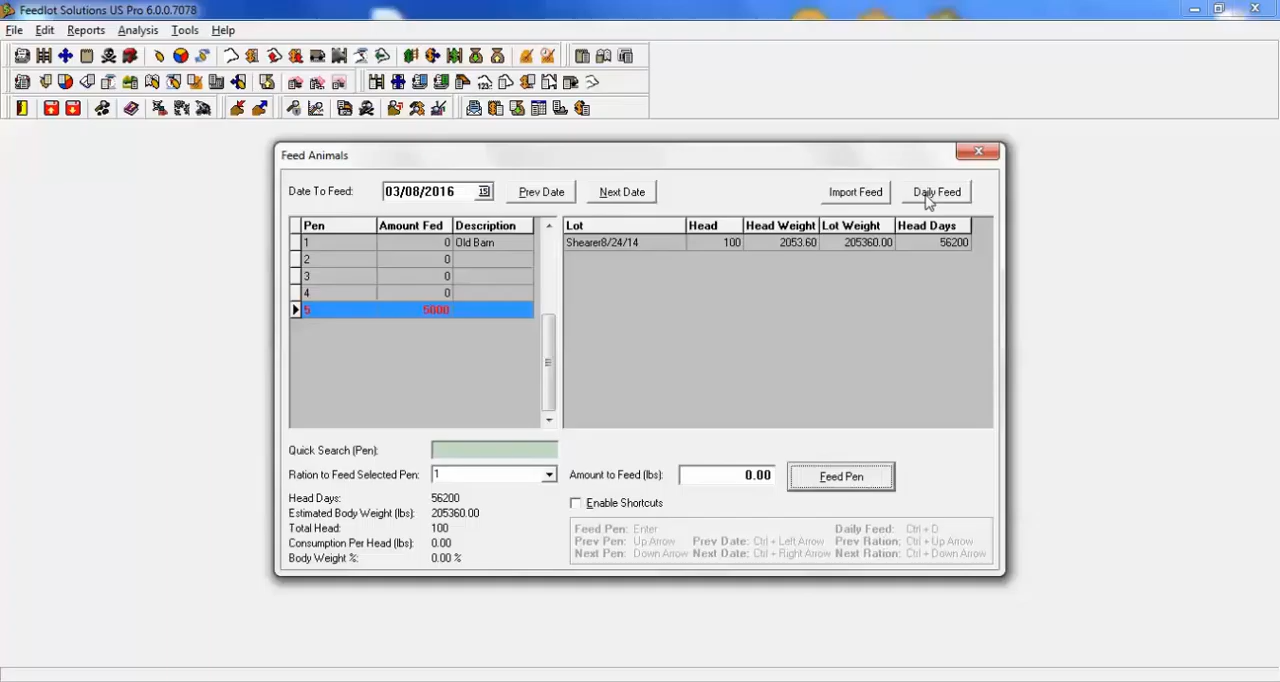 Feedlot Solutions US Pro 6.0.0.7078
File Edit Reports Analysis Tools Help
Feed Animals
Date To Feed: 03/08/2016 15 Prev Date Next Date Import Feed Daily Feed
Pen Amount Fed Description Lot Head Head Weight Lot Weight Head Days
1 0 Old Barn Shearer8/24/14 100 2053.60 205360.00 56200
2 0
3 0
4 0
5 5000
Quick Search (Pen):
Ration to Feed Selected Pen: 1 Amount to Feed (lbs): 0.00 Feed Pen
Head Days: 56200 Enable Shortcuts
Estimated Body Weight (lbs): 205360.00
Total Head: 100 Feed Pen: Enter Daily Feed: Ctrl + D
Consumption Per Head (lbs): 0.00 Prev Pen: Up Arrow Prev Date: Ctrl + Left Arrow Prev Ration: Ctrl + Up Arrow
Body Weight %: 0.00 % Next Pen: Down Arrow Next Date: Ctrl + Right Arrow Next Ration: Ctrl + Down Arrow